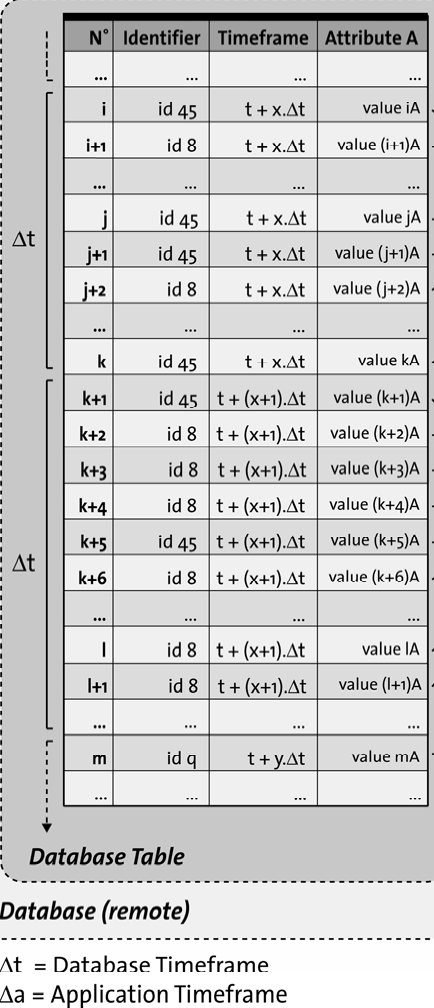 N° Identifier Timeframe Attribute A
... ... ... ...
i id 45 t + x.Δt value iA
i+1 id 8 t + x.Δt value (i+1)A
... ... ... ...
j id 45 t + x.Δt value jA
Δt
j+1 id 45 t + x.Δt value (j+1)A
j+2 id 8 t + x.Δt value (j+2)A
... ... ... ...
k id 45 t + x.Δt value kA
k+1 id 45 t + (x+1).Δt value (k+1)A
k+2 id 8 t + (x+1).Δt value (k+2)A
k+3 id 8 t + (x+1).Δt value (k+3)A
k+4 id 8 t + (x+1).Δt value (k+4)A
k+5 id 45 t + (x+1).Δt value (k+5)A
Δt
k+6 id 8 t + (x+1).Δt value (k+6)A
... ... ... ...
l id 8 t + (x+1).Δt value lA
l+1 id 8 t + (x+1).Δt value (l+1)A
... ... ... ...
m id q t + y.Δt value mA
... ... ... ...
Database Table
Database (remote)
Δt = Database Timeframe
Δa = Application Timeframe